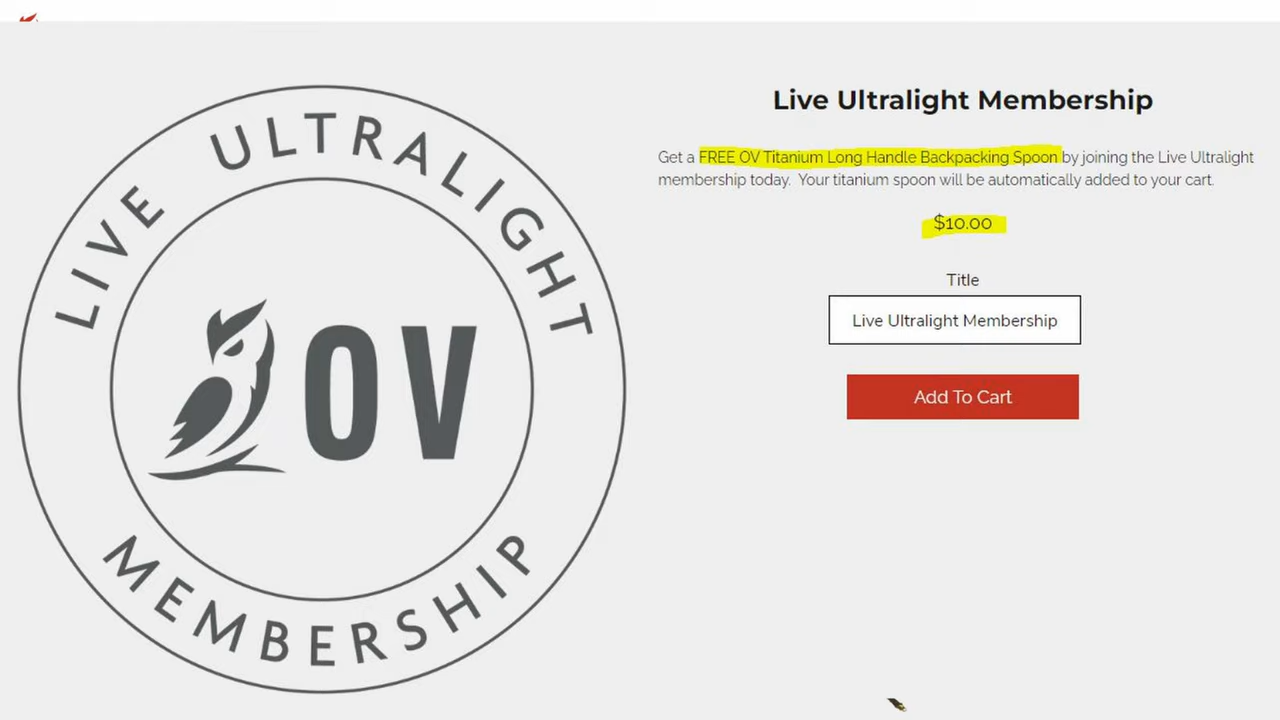 LIVE ULTRALIGHT
OV
MEMBERSHIP
Live Ultralight Membership
Get a FREE OV Titanium Long Handle Backpacking Spoon by joining the Live Ultralight
membership today.  Your titanium spoon will be automatically added to your cart.
$10.00
Title
Live Ultralight Membership
Add To Cart